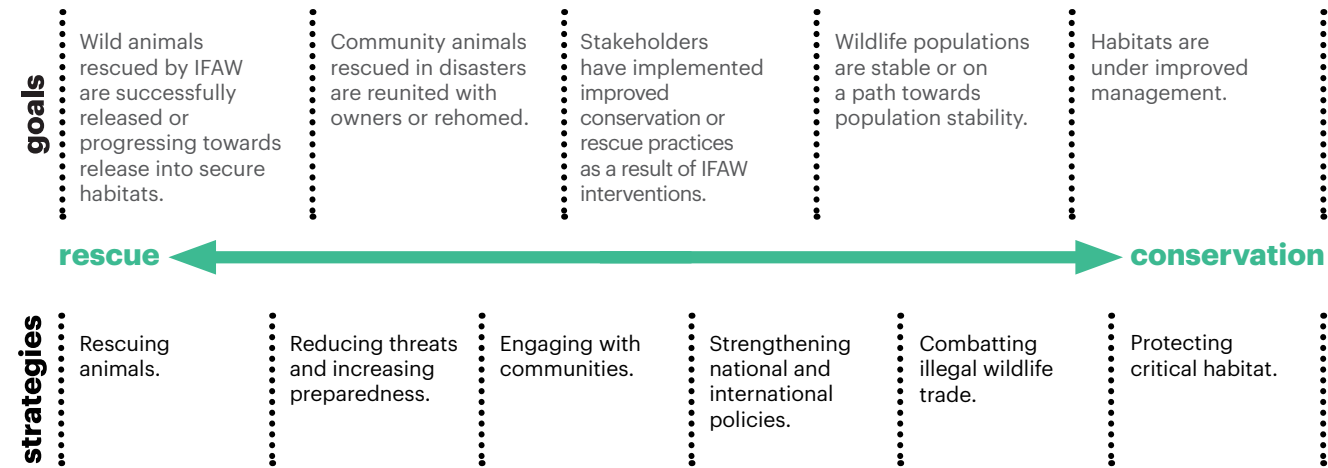 goals
Wild animals
rescued by IFAW
are successfully
released or
progressing towards
release into secure
habitats.
Community animals
rescued in disasters
are reunited with
owners or rehomed.
Stakeholders
have implemented
improved
conservation or
rescue practices
as a result of IFAW
interventions.
Wildlife populations
are stable or on
a path towards
population stability.
Habitats are
under improved
management.
rescue
conservation
strategies
Rescuing
animals.
Reducing threats
and increasing
preparedness.
Engaging with
communities.
Strengthening
national and
international
policies.
Combatting
illegal wildlife
trade.
Protecting
critical habitat.